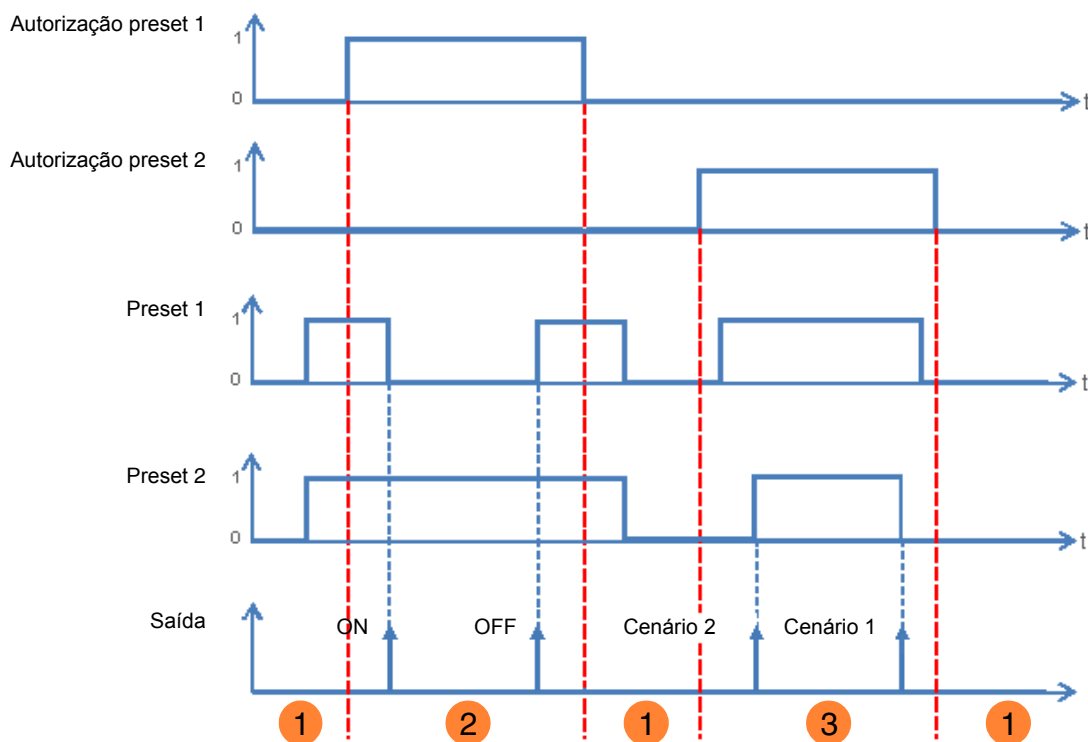 Autorização preset 1
1
0
t
Autorização preset 2
1
0
t
Preset 1
1
0
t
Preset 2
1
0
t
Saída
ON
OFF
Cenário 2
Cenário 1
1
2
1
3
1